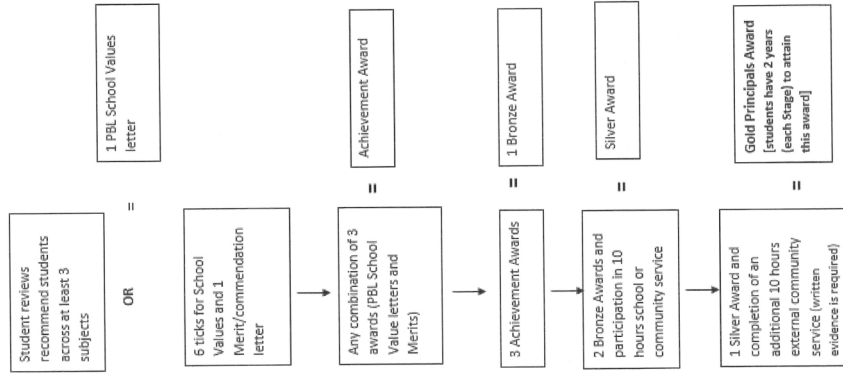 Student reviews
recommend students
across at least 3
subjects
OR
=
1 PBL School Values
letter
6 ticks for School
Values and 1
Merit/commendation
letter
Any combination of 3
awards (PBL School
Value letters and
Merits)
=
Achievement Award
3 Achievement Awards
=
1 Bronze Award
2 Bronze Awards and
participation in 10
hours school or
community service
=
Silver Award
1 Silver Award and
completion of an
additional 10 hours
external community
service (written
evidence is required)
=
Gold Principals Award
[students have 2 years
(each Stage) to attain
this award]